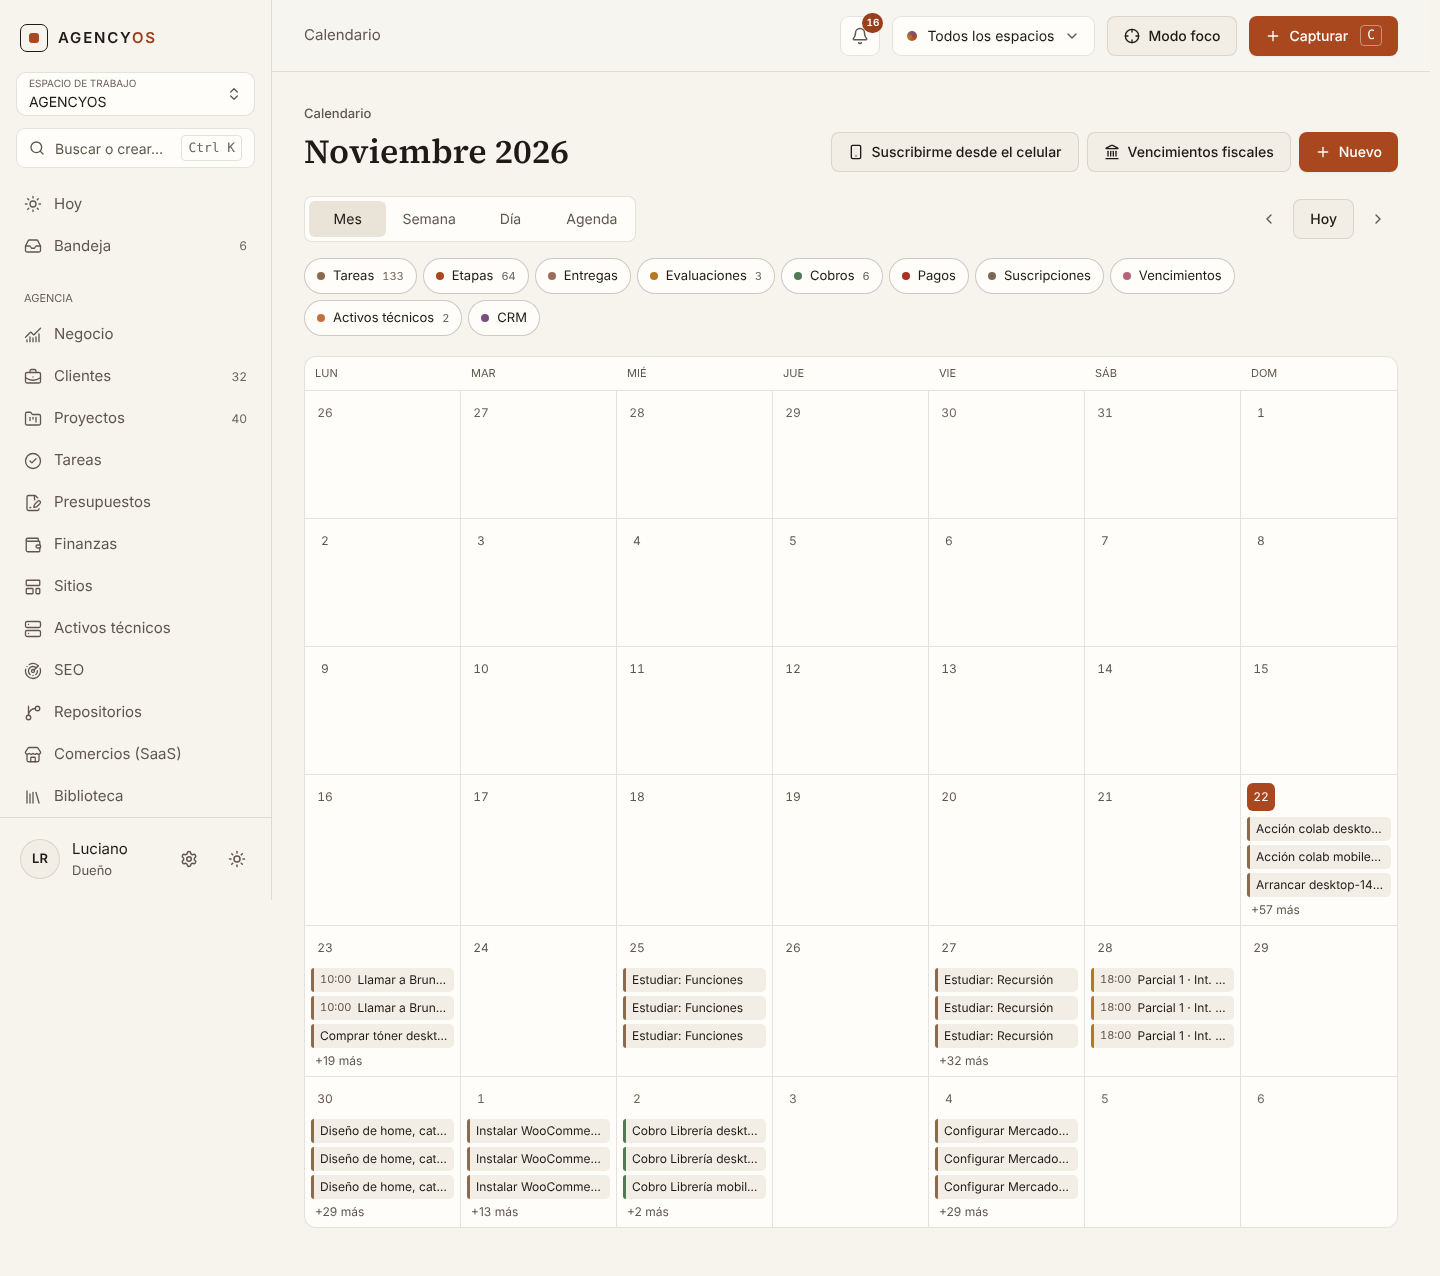 AGENCYOS
ESPACIO DE TRABAJO
AGENCYOS
Buscar o crear... Ctrl K
Hoy
Bandeja 6
AGENCIA
Negocio
Clientes 32
Proyectos 40
Tareas
Presupuestos
Finanzas
Sitios
Activos técnicos
SEO
Repositorios
Comercios (SaaS)
Biblioteca
LR Luciano
Dueño
Calendario
16
Todos los espacios
Modo foco
Capturar C
Calendario
Noviembre 2026
Suscribirme desde el celular
Vencimientos fiscales
Nuevo
Mes Semana Día Agenda
Hoy
Tareas 133 Etapas 64 Entregas Evaluaciones 3 Cobros 6 Pagos Suscripciones Vencimientos
Activos técnicos 2 CRM
LUN MAR MIÉ JUE VIE SÁB DOM
26 27 28 29 30 31 1
2 3 4 5 6 7 8
9 10 11 12 13 14 15
16 17 18 19 20 21 22
Acción colab deskto...
Acción colab mobile...
Arrancar desktop-14...
+57 más
23 24 25 26 27 28 29
10:00 Llamar a Brun... Estudiar: Funciones Estudiar: Recursión 18:00 Parcial 1 · Int. ...
10:00 Llamar a Brun... Estudiar: Funciones Estudiar: Recursión 18:00 Parcial 1 · Int. ...
Comprar tóner deskt... Estudiar: Funciones Estudiar: Recursión 18:00 Parcial 1 · Int. ...
+19 más +32 más
30 1 2 3 4 5 6
Diseño de home, cat... Instalar WooComme... Cobro Librería deskt... Configurar Mercado...
Diseño de home, cat... Instalar WooComme... Cobro Librería deskt... Configurar Mercado...
Diseño de home, cat... Instalar WooComme... Cobro Librería mobil... Configurar Mercado...
+29 más +13 más +2 más +29 más